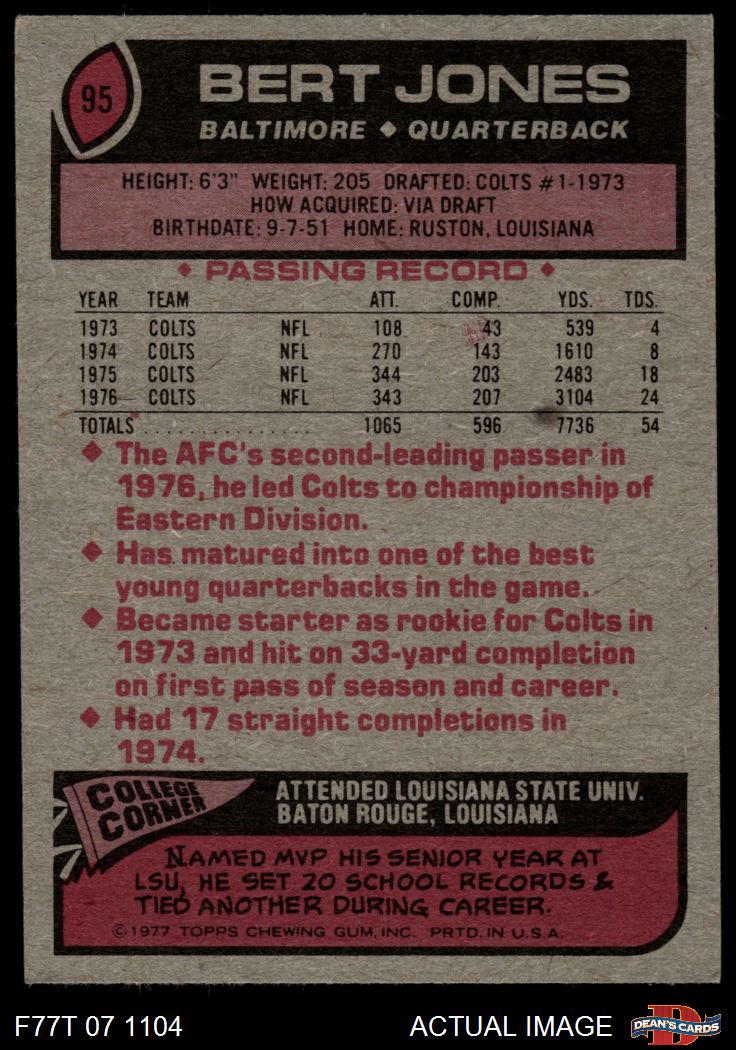 95
BERT JONES
BALTIMORE ◆ QUARTERBACK
HEIGHT: 6'3" WEIGHT: 205 DRAFTED: COLTS #1-1973
HOW ACQUIRED: VIA DRAFT
BIRTHDATE: 9-7-51 HOME: RUSTON, LOUISIANA
◆ PASSING RECORD ◆
YEAR TEAM ATT. COMP. YDS. TDS.
1973 COLTS NFL 108 43 539 4
1974 COLTS NFL 270 143 1610 8
1975 COLTS NFL 344 203 2483 18
1976 COLTS NFL 343 207 3104 24
TOTALS ................ 1065 596 7736 54
◆ The AFC's second-leading passer in
1976, he led Colts to championship of
Eastern Division.
◆ Has matured into one of the best
young quarterbacks in the game.
◆ Became starter as rookie for Colts in
1973 and hit on 33-yard completion
on first pass of season and career.
◆ Had 17 straight completions in
1974.
COLLEGE
CORNER
ATTENDED LOUISIANA STATE UNIV.
BATON ROUGE, LOUISIANA
NAMED MVP HIS SENIOR YEAR AT
LSU, HE SET 20 SCHOOL RECORDS &
TIED ANOTHER DURING CAREER.
© 1977 TOPPS CHEWING GUM, INC. PRTD. IN U.S.A.
F77T 07 1104
ACTUAL IMAGE
D
DEAN'S CARDS